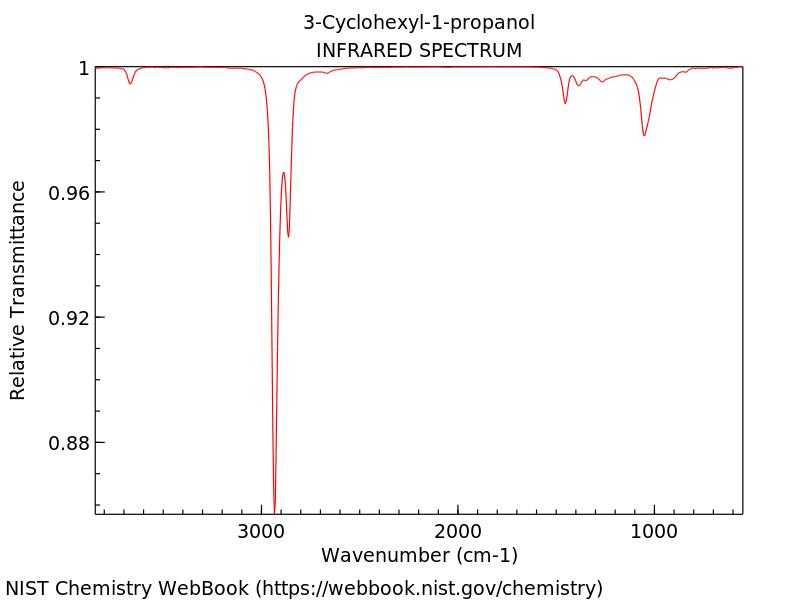 3-Cyclohexyl-1-propanol
INFRARED SPECTRUM
1
0.96
0.92
0.88
Relative Transmittance
3000 2000 1000
Wavenumber (cm-1)
NIST Chemistry WebBook (https://webbook.nist.gov/chemistry)